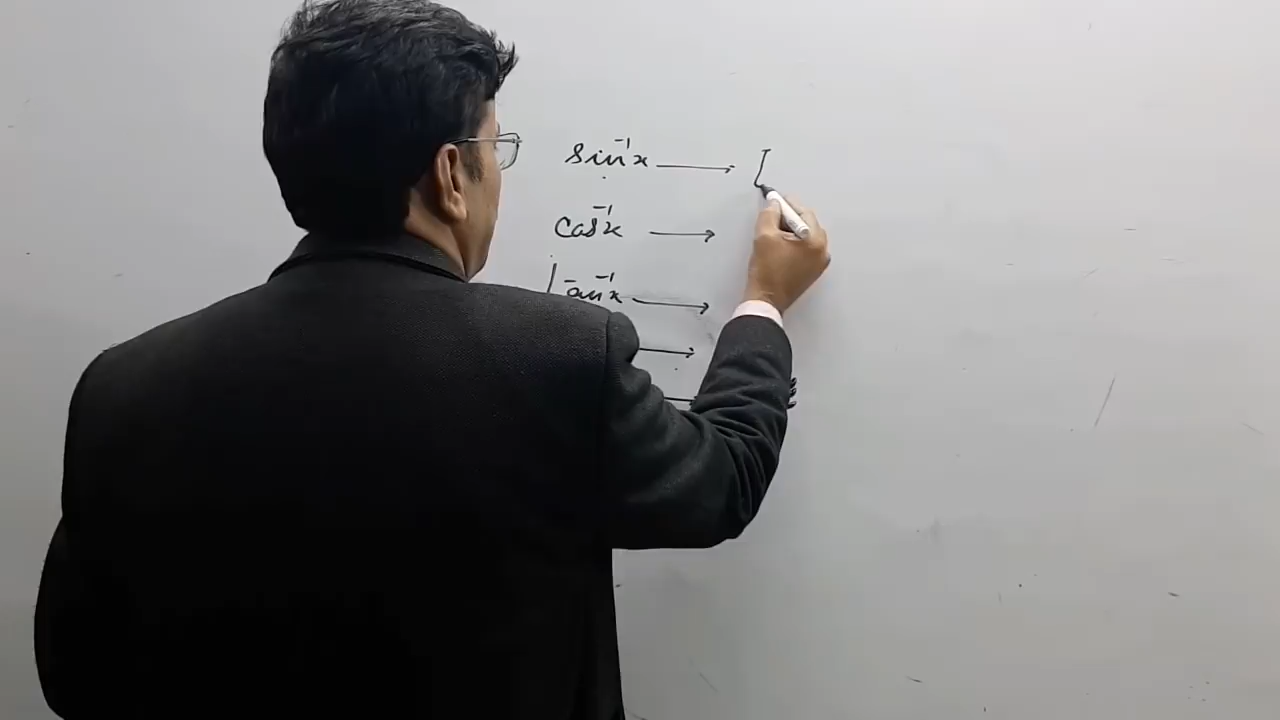 sin⁻¹x → [
cos⁻¹x →
tan⁻¹x →
→
→